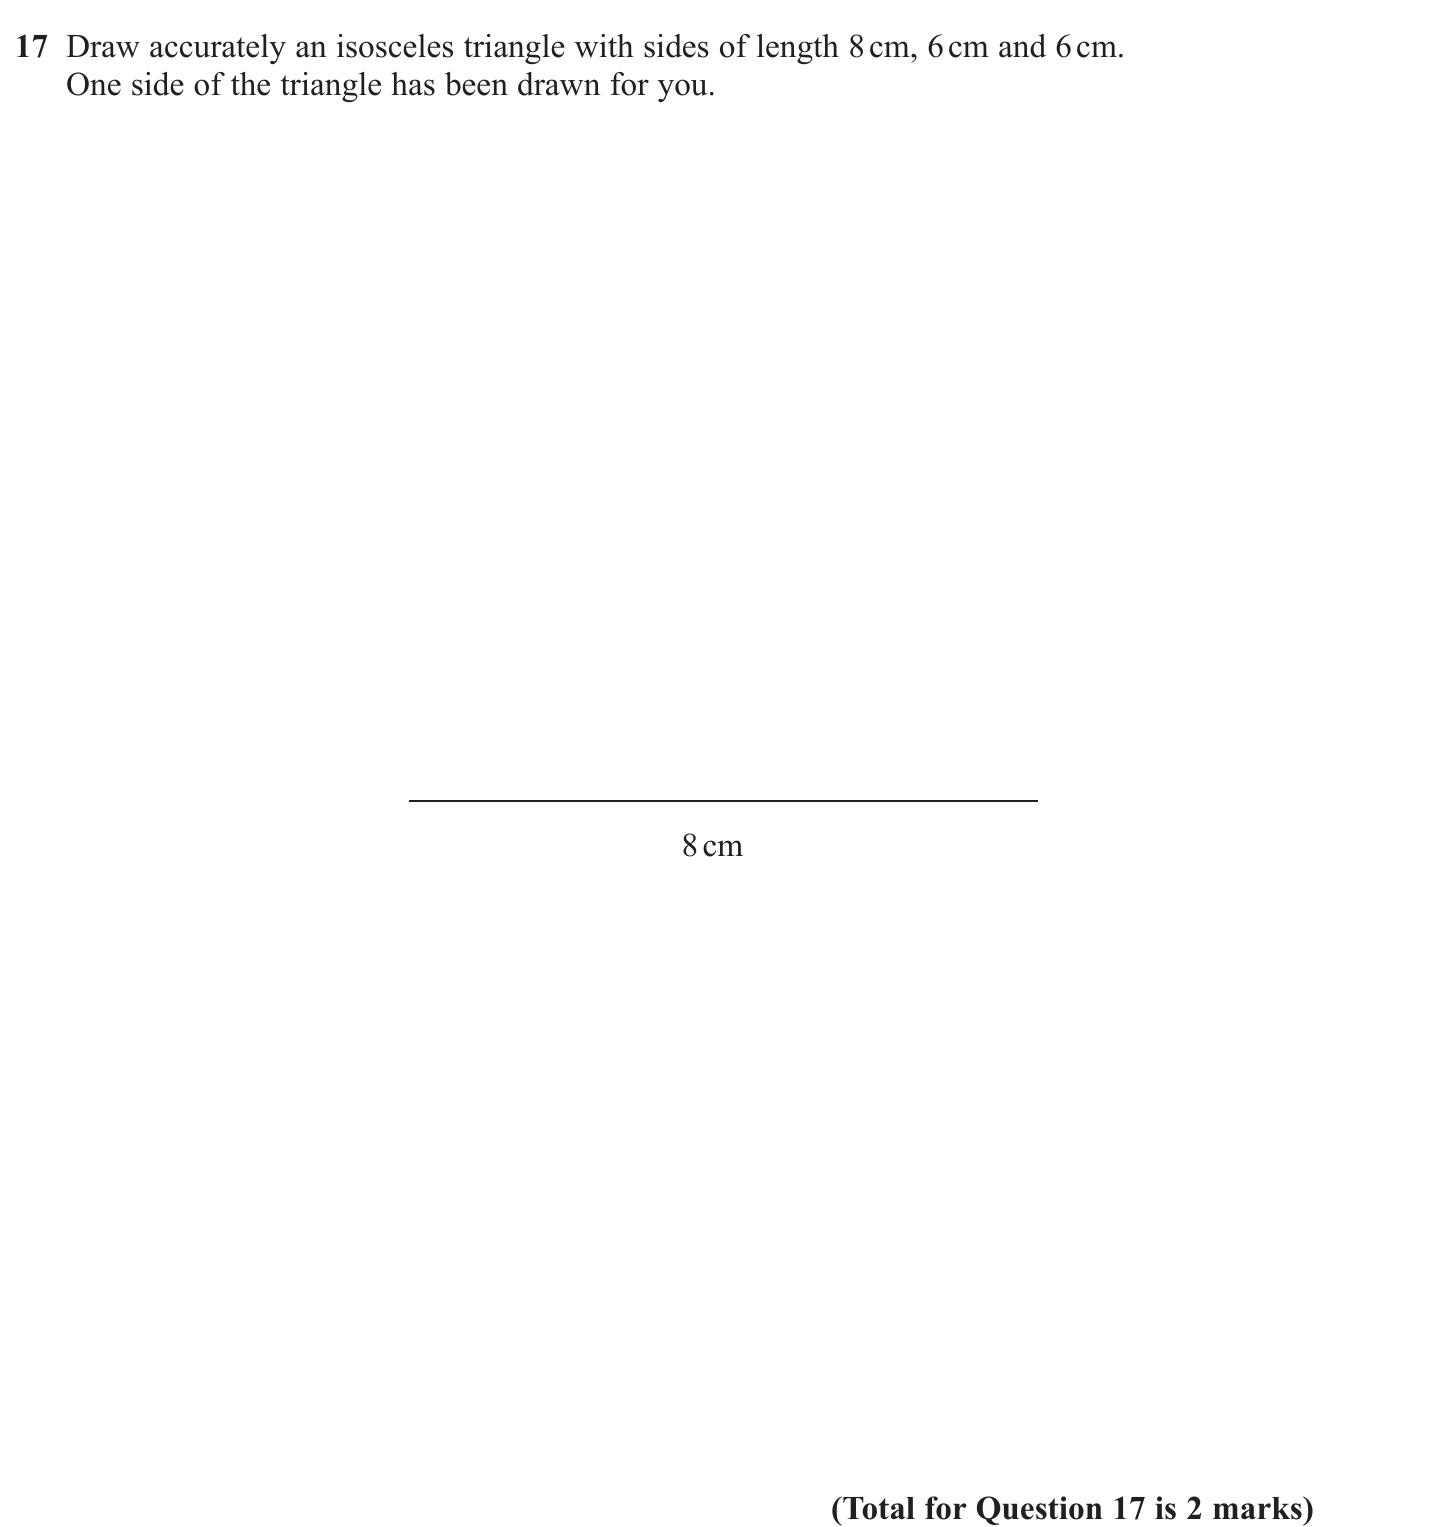 17 Draw accurately an isosceles triangle with sides of length 8 cm, 6 cm and 6 cm.
One side of the triangle has been drawn for you.
8 cm
(Total for Question 17 is 2 marks)